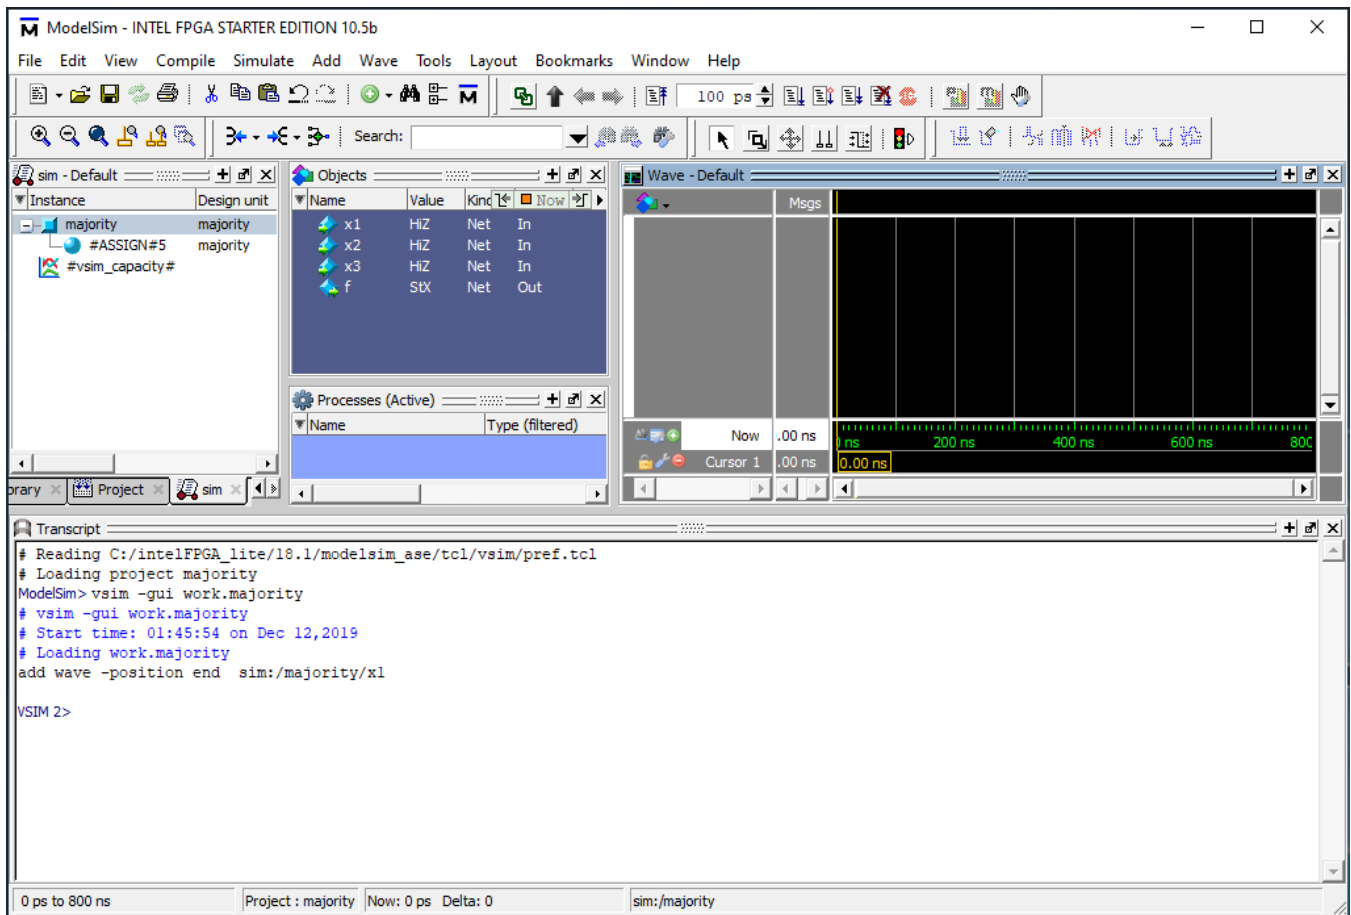 ModelSim - INTEL FPGA STARTER EDITION 10.5b
File Edit View Compile Simulate Add Wave Tools Layout Bookmarks Window Help
100 ps
Search:
sim - Default
Instance Design unit
majority majority
#ASSIGN#5 majority
#vsim_capacity#
Project sim
Objects
Name Value Now
x1 HiZ Net In
x2 HiZ Net In
x3 HiZ Net In
f StX Net Out
Processes (Active)
Name Type (filtered)
Wave - Default
Msgs
Now .00 ns
Cursor 1 .00 ns
ns 200 ns 400 ns 600 ns 800
0.00 ns
Transcript
# Reading C:/intelFPGA_lite/18.1/modelsim_ase/tcl/vsim/pref.tcl
# Loading project majority
ModelSim> vsim -gui work.majority
# vsim -gui work.majority
# Start time: 01:45:54 on Dec 12,2019
# Loading work.majority
add wave -position end  sim:/majority/x1
VSIM 2>
0 ps to 800 ns Project : majority Now: 0 ps Delta: 0 sim:/majority